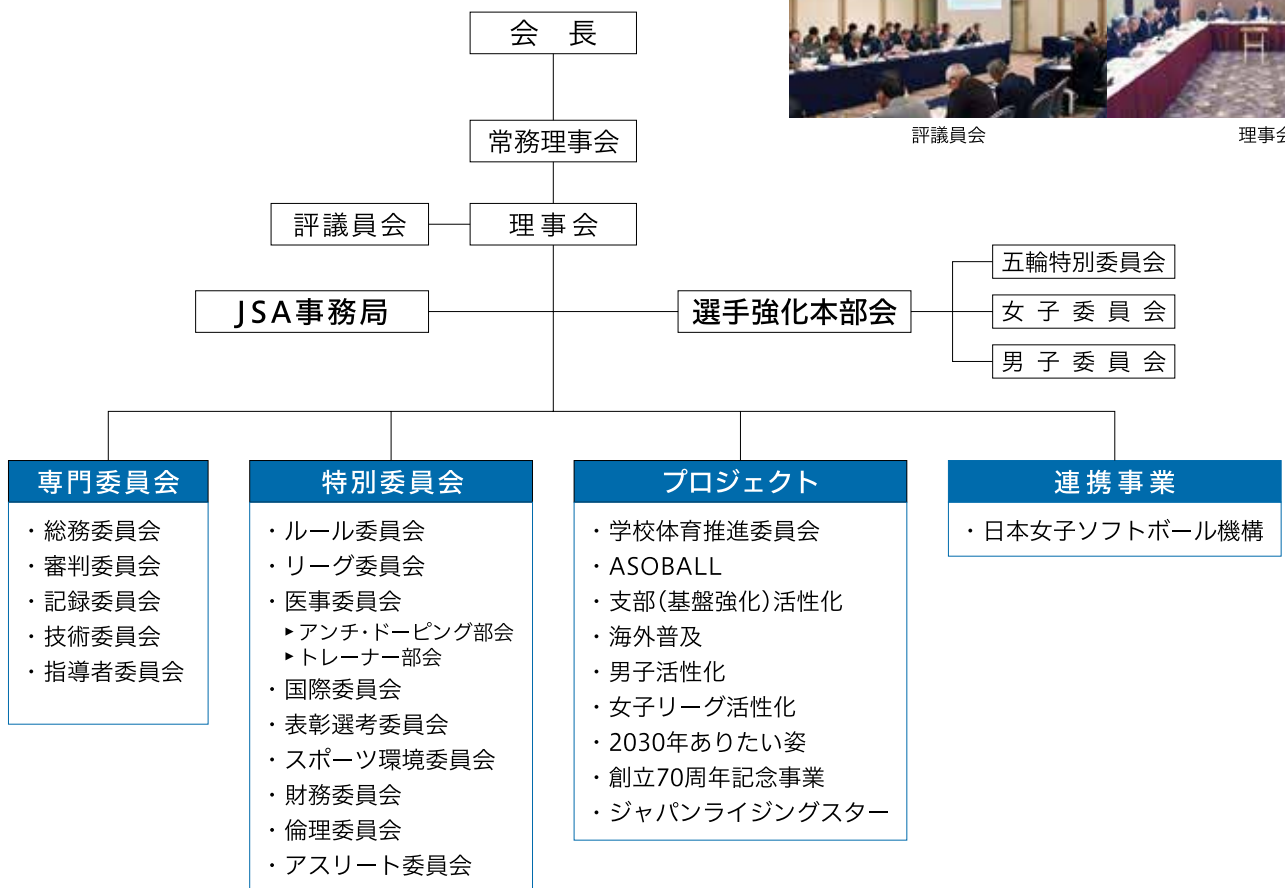 会長
評議員会
理事会
常務理事会
評議員会
理事会
JSA事務局
選手強化本部会
五輪特別委員会
女子委員会
男子委員会
専門委員会
・総務委員会
・審判委員会
・記録委員会
・技術委員会
・指導者委員会
特別委員会
・ルール委員会
・リーグ委員会
・医事委員会
▸アンチ・ドーピング部会
▸トレーナー部会
・国際委員会
・表彰選考委員会
・スポーツ環境委員会
・財務委員会
・倫理委員会
・アスリート委員会
プロジェクト
・学校体育推進委員会
・ASOBALL
・支部(基盤強化)活性化
・海外普及
・男子活性化
・女子リーグ活性化
・2030年ありたい姿
・創立70周年記念事業
・ジャパンライジングスター
連携事業
・日本女子ソフトボール機構